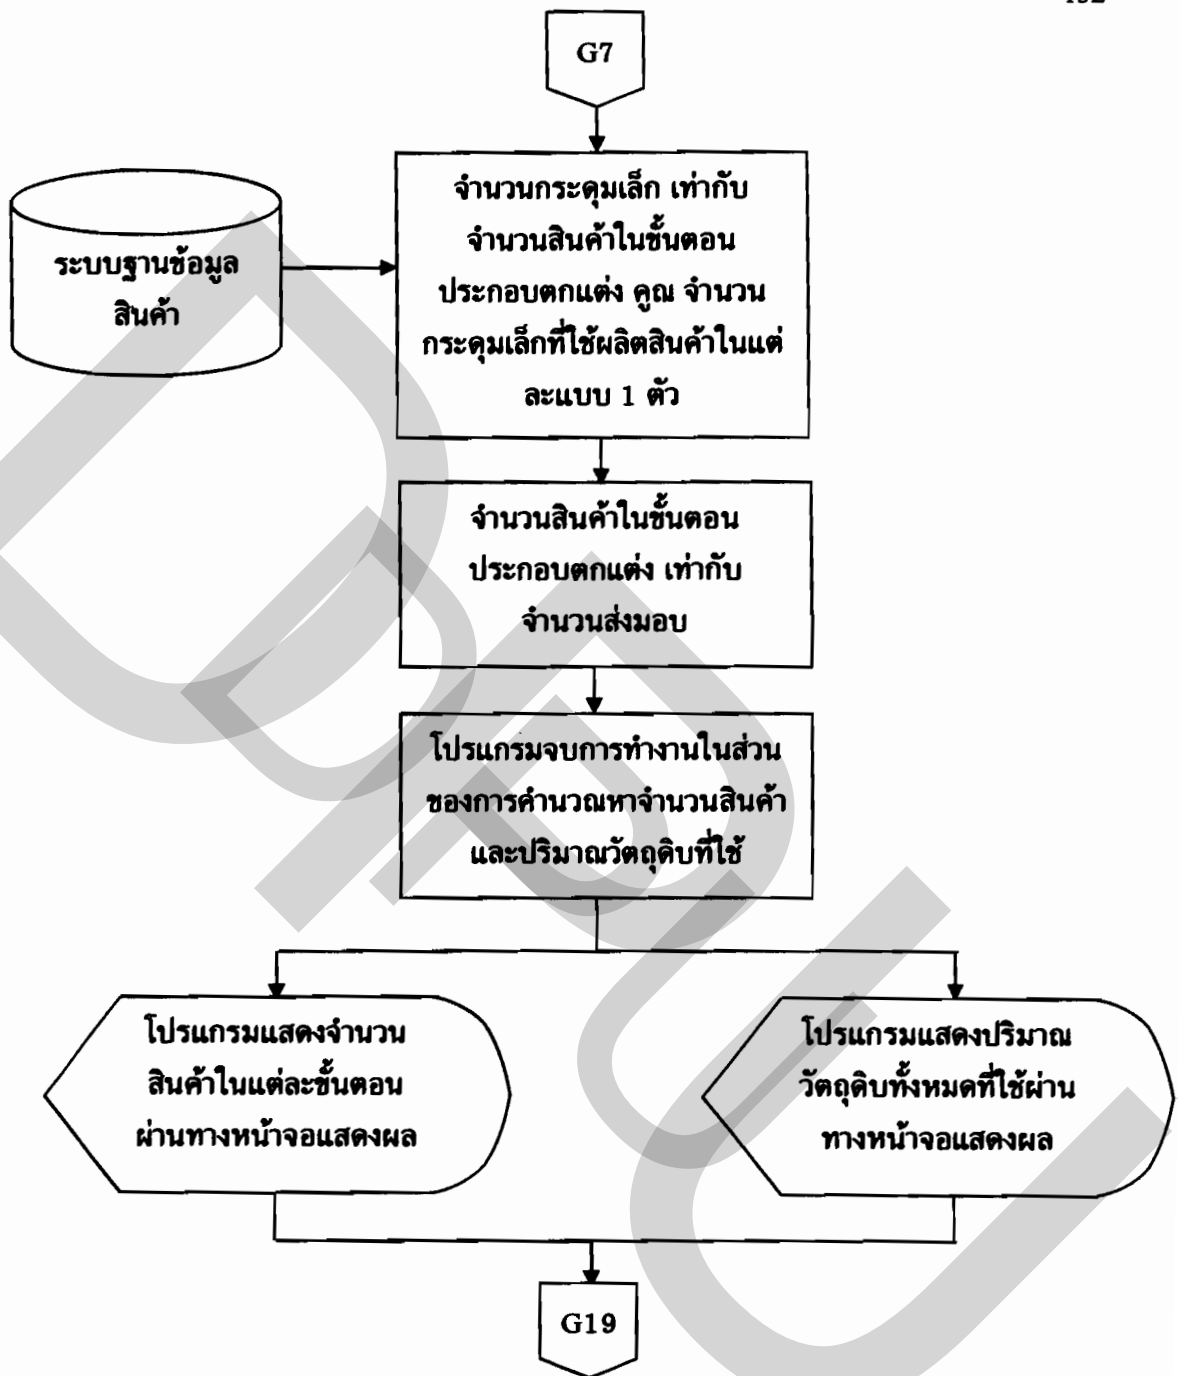 G7
จำนวนกระดุมเล็ก เท่ากับ
จำนวนสินค้าในขั้นตอน
ประกอบตกแต่ง คูณ จำนวน
กระดุมเล็กที่ใช้ผลิตสินค้าในแต่
ละแบบ 1 ตัว
ระบบฐานข้อมูล
สินค้า
จำนวนสินค้าในขั้นตอน
ประกอบตกแต่ง เท่ากับ
จำนวนส่งมอบ
โปรแกรมจบการทำงานในส่วน
ของการคำนวณหาจำนวนสินค้า
และปริมาณวัตถุดิบที่ใช้
โปรแกรมแสดงจำนวน
สินค้าในแต่ละขั้นตอน
ผ่านทางหน้าจอแสดงผล
โปรแกรมแสดงปริมาณ
วัตถุดิบทั้งหมดที่ใช้ผ่าน
ทางหน้าจอแสดงผล
G19
DPU